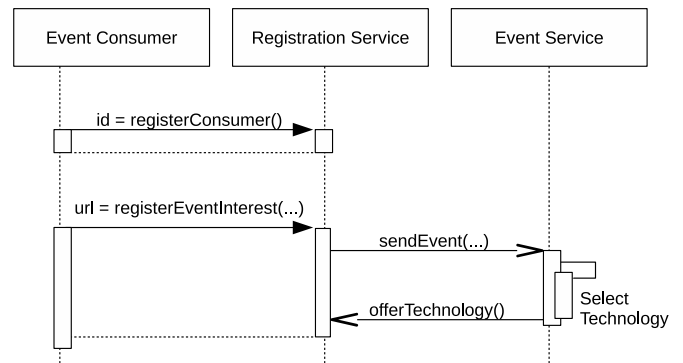 Event Consumer
Registration Service
Event Service
id = registerConsumer()
url = registerEventInterest(...)
sendEvent(...)
offerTechnology()
Select
Technology